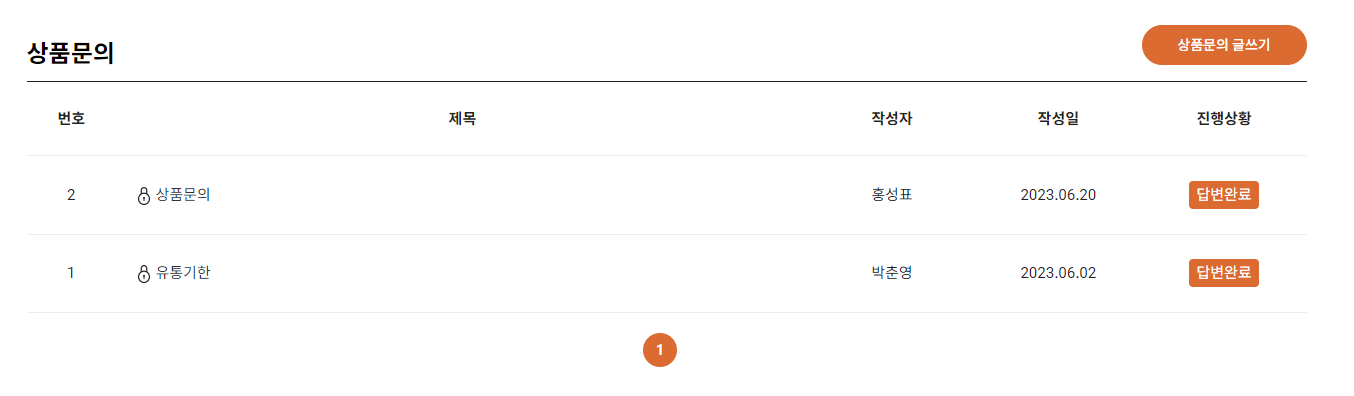 상품문의
상품문의 글쓰기
번호 제목 작성자 작성일 진행상황
2 상품문의 홍성표 2023.06.20 답변완료
1 유통기한 박춘영 2023.06.02 답변완료
1